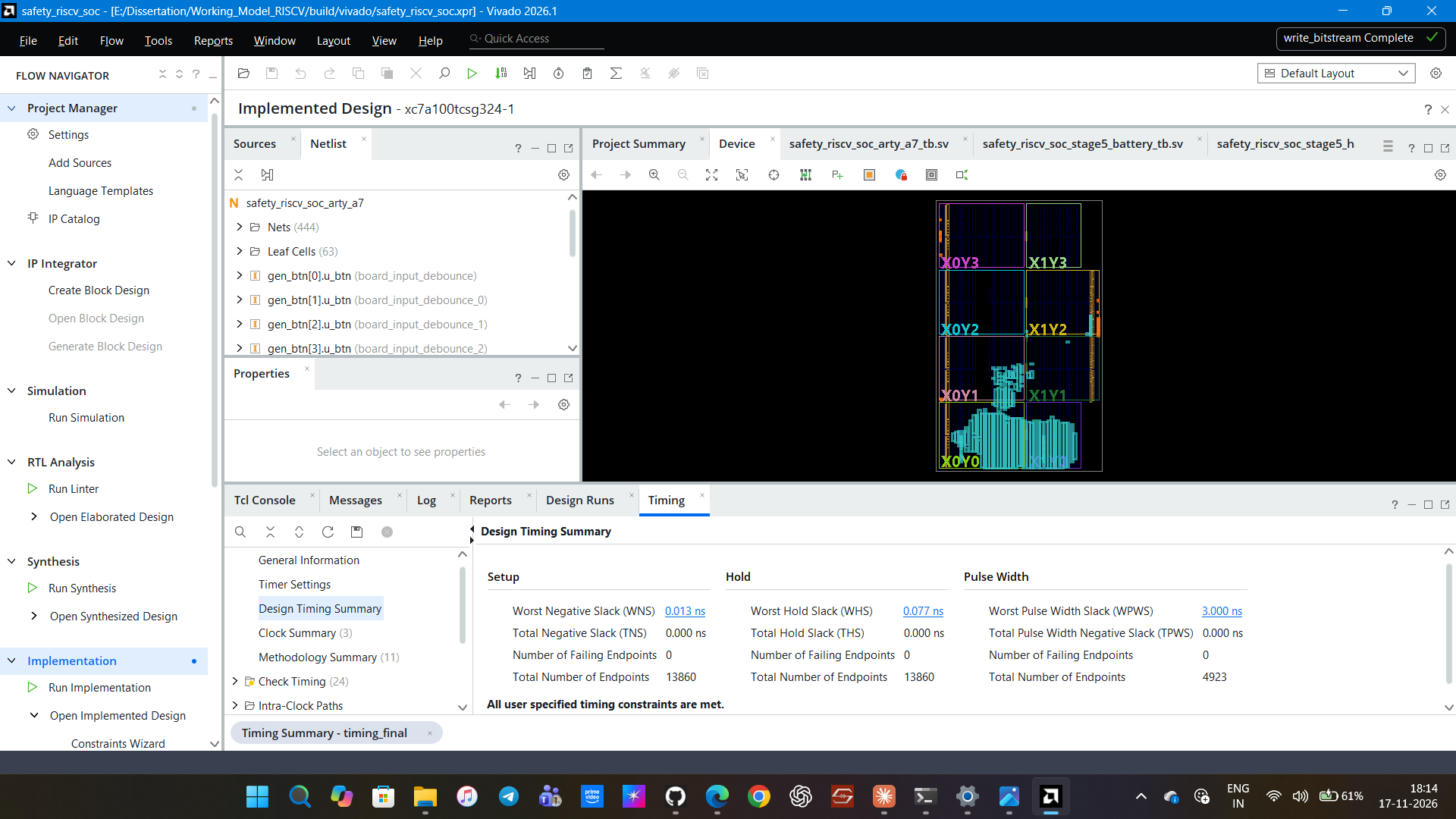 safety_riscv_soc - [E:/Dissertation/Working_Model_RISCV/build/vivado/safety_riscv_soc.xpr] - Vivado 2026.1
File Edit Flow Tools Reports Window Layout View Help Quick Access
write_bitstream Complete
FLOW NAVIGATOR
Default Layout
Project Manager
Settings
Add Sources
Language Templates
IP Catalog
IP Integrator
Create Block Design
Open Block Design
Generate Block Design
Simulation
Run Simulation
RTL Analysis
Run Linter
Open Elaborated Design
Synthesis
Run Synthesis
Open Synthesized Design
Implementation
Run Implementation
Open Implemented Design
Constraints Wizard
Implemented Design - xc7a100tcsg324-1
Sources Netlist
N safety_riscv_soc_arty_a7
Nets (444)
Leaf Cells (63)
gen_btn[0].u_btn (board_input_debounce)
gen_btn[1].u_btn (board_input_debounce_0)
gen_btn[2].u_btn (board_input_debounce_1)
gen_btn[3].u_btn (board_input_debounce_2)
Properties
Select an object to see properties
Project Summary Device safety_riscv_soc_arty_a7_tb.sv safety_riscv_soc_stage5_battery_tb.sv safety_riscv_soc_stage5_h
X0Y3 X1Y3
X0Y2 X1Y2
X0Y1 X1Y1
X0Y0 X1Y0
Tcl Console Messages Log Reports Design Runs Timing
General Information
Timer Settings
Design Timing Summary
Clock Summary (3)
Methodology Summary (11)
Check Timing (24)
Intra-Clock Paths
Design Timing Summary
Setup Hold Pulse Width
Worst Negative Slack (WNS) 0.013 ns Worst Hold Slack (WHS) 0.077 ns Worst Pulse Width Slack (WPWS) 3.000 ns
Total Negative Slack (TNS) 0.000 ns Total Hold Slack (THS) 0.000 ns Total Pulse Width Negative Slack (TPWS) 0.000 ns
Number of Failing Endpoints 0 Number of Failing Endpoints 0 Number of Failing Endpoints 0
Total Number of Endpoints 13860 Total Number of Endpoints 13860 Total Number of Endpoints 4923
All user specified timing constraints are met.
Timing Summary - timing_final
prime video
ENG
IN
61%
18:14
17-11-2026